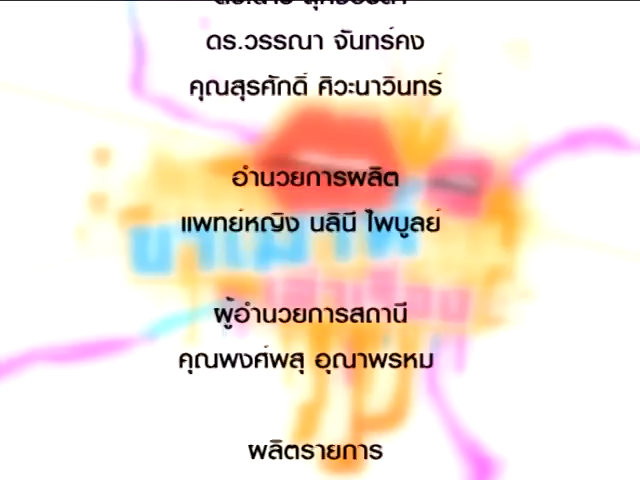 ดร.วรรณา จันทร์คง
คุณสุรศักดิ์ ศิวะนาวินทร์
อำนวยการผลิต
แพทย์หญิง นลินี ไพบูลย์
ผู้อำนวยการสถานี
คุณพงศ์พสุ อุณาพรหม
ผลิตรายการ